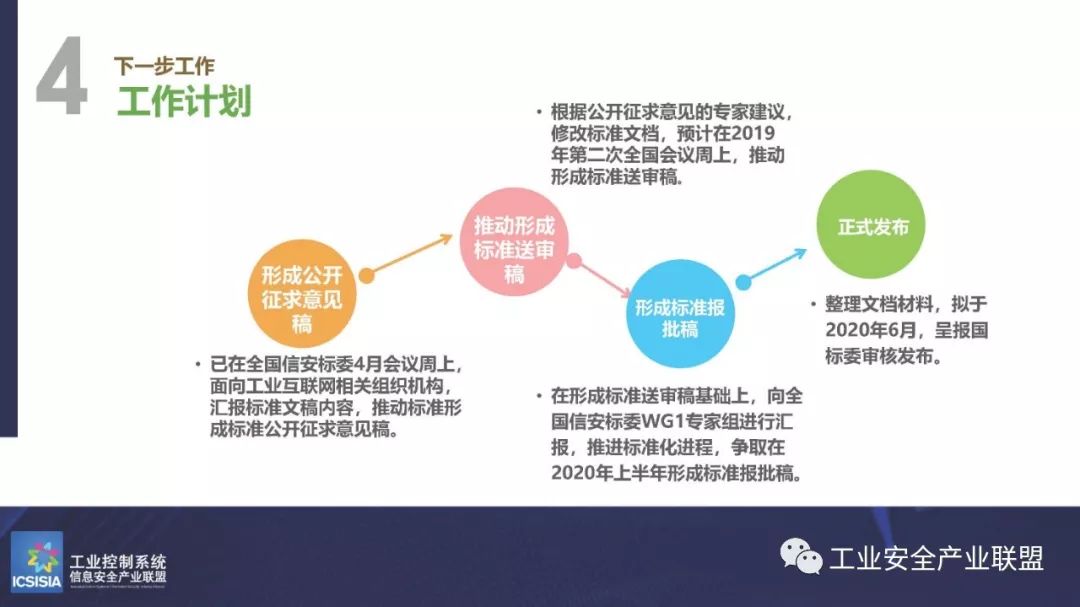 4
下一步工作
工作计划
• 根据公开征求意见的专家建议，
修改标准文档，预计在2019
年第二次全国会议周上，推动
形成标准送审稿.
推动形成
标准送审
稿
正式发布
形成公开
征求意见
稿
形成标准报
批稿
• 整理文档材料，拟于
2020年6月，呈报国
标委审核发布。
• 已在全国信安标委4月会议周上，
面向工业互联网相关组织机构，
汇报标准文稿内容，推动标准形
成标准公开征求意见稿。
• 在形成标准送审稿基础上，向全
国信安标委WG1专家组进行汇
报，推进标准化进程，争取在
2020年上半年形成标准报批稿。
ICSISIA
工业控制系统
信息安全产业联盟
工业安全产业联盟